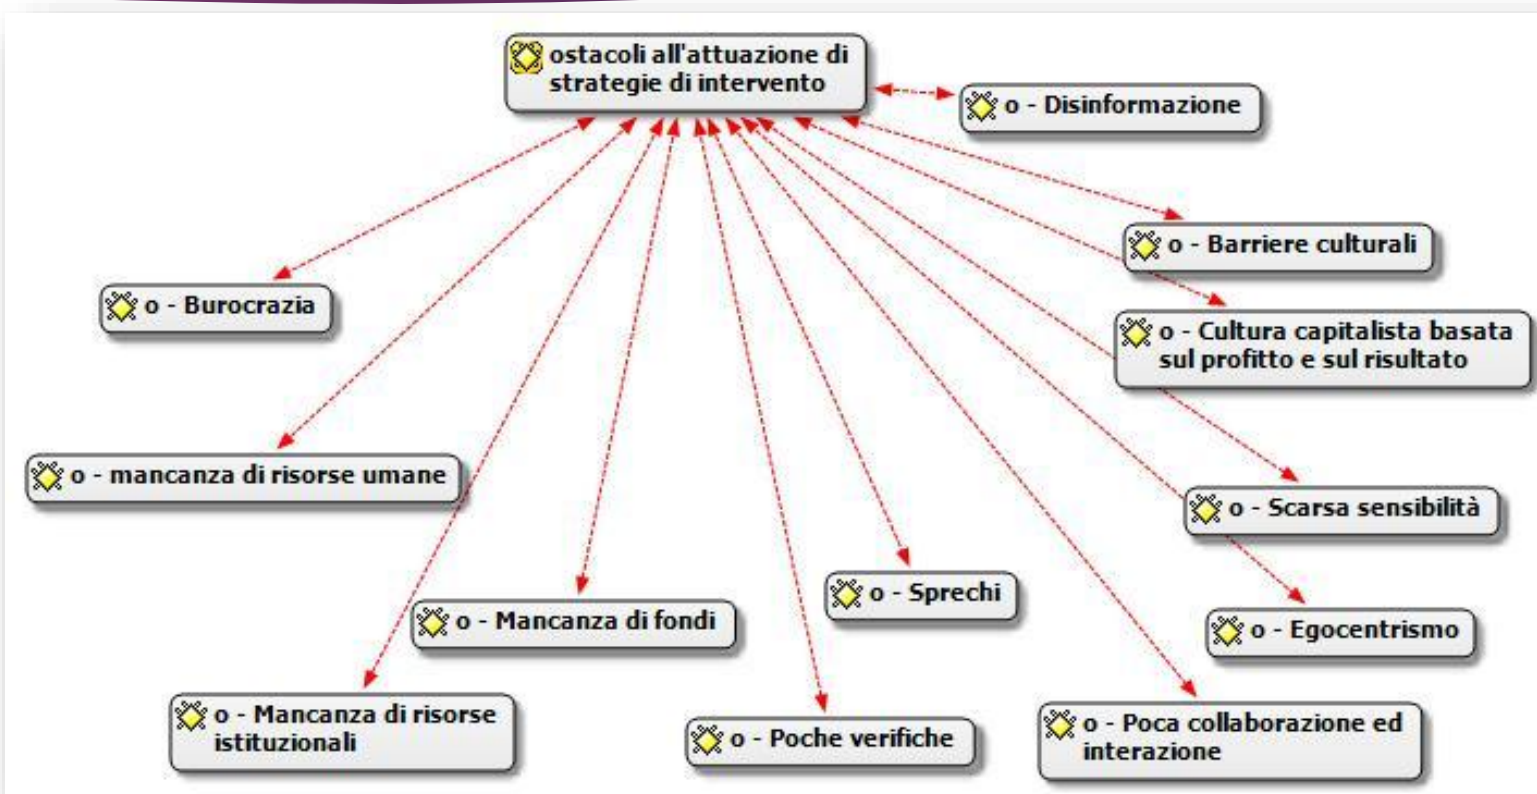 ostacoli all'attuazione di
strategie di intervento
o - Disinformazione
o - Barriere culturali
o - Burocrazia
o - Cultura capitalista basata
sul profitto e sul risultato
o - mancanza di risorse umane
o - Scarsa sensibilità
o - Sprechi
o - Mancanza di fondi
o - Egocentrismo
o - Mancanza di risorse
istituzionali
o - Poche verifiche
o - Poca collaborazione ed
interazione